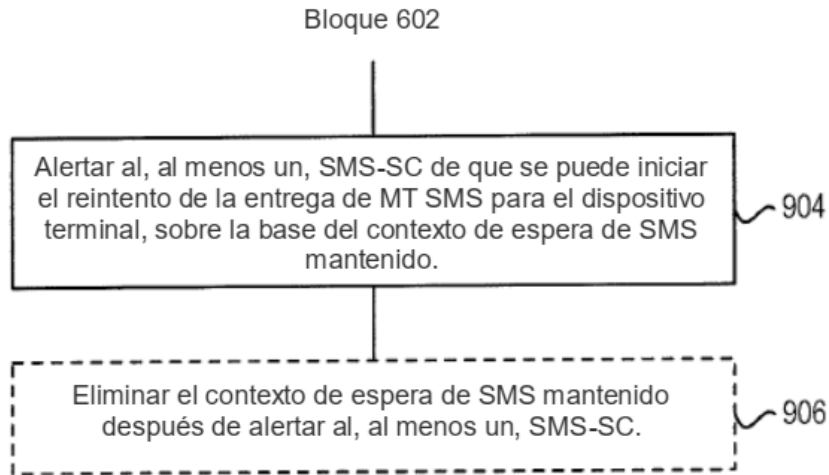 Bloque 602
Alertar al, al menos un, SMS-SC de que se puede iniciar
el reintento de la entrega de MT SMS para el dispositivo
terminal, sobre la base del contexto de espera de SMS
mantenido.
904
Eliminar el contexto de espera de SMS mantenido
después de alertar al, al menos un, SMS-SC.
906